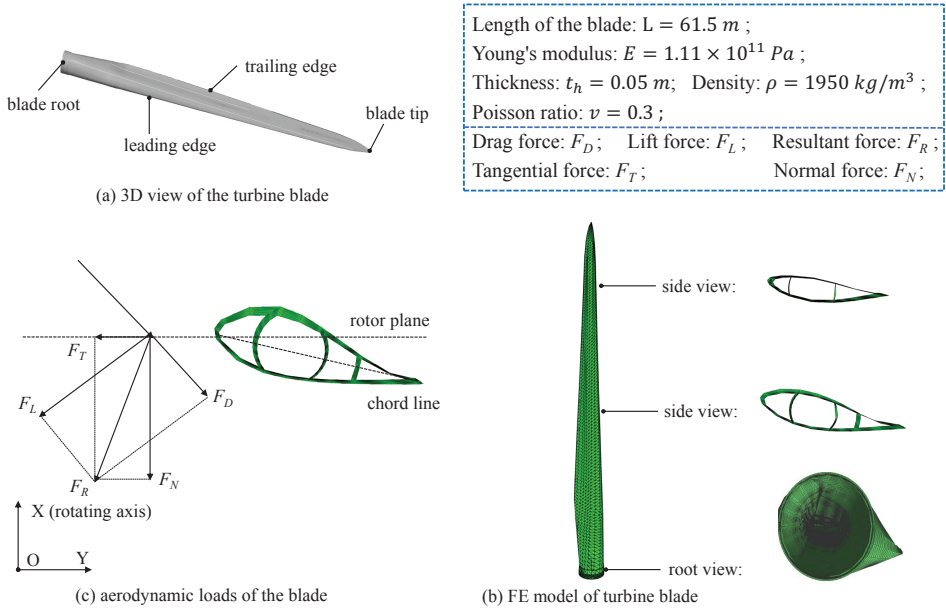 trailing edge
blade root
blade tip
leading edge
(a) 3D view of the turbine blade
Length of the blade: L = 61.5 m ;
Young's modulus: E = 1.11 × 10¹¹ Pa ;
Thickness: tₕ = 0.05 m; Density: ρ = 1950 kg/m³ ;
Poisson ratio: v = 0.3 ;
Drag force: F_D ; Lift force: F_L ; Resultant force: F_R ;
Tangential force: F_T ; Normal force: F_N ;
rotor plane
F_T
F_L
F_D
chord line
F_R
F_N
X (rotating axis)
O
Y
(c) aerodynamic loads of the blade
side view:
side view:
root view:
(b) FE model of turbine blade